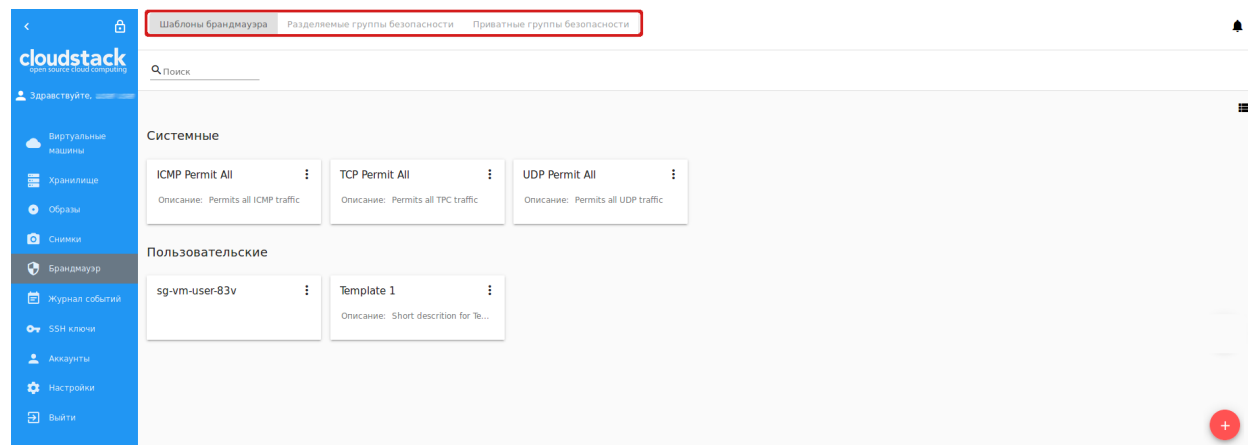 Шаблоны брандмауэра Разделяемые группы безопасности Приватные группы безопасности
cloudstack
open source cloud computing
Поиск
Здравствуйте,
Виртуальные
машины
Хранилище
Образы
Снимки
Брандмауэр
Журнал событий
SSH ключи
Аккаунты
Настройки
Выйти
Системные
ICMP Permit All
Описание: Permits all ICMP traffic
TCP Permit All
Описание: Permits all TPC traffic
UDP Permit All
Описание: Permits all UDP traffic
Пользовательские
sg-vm-user-83v
Template 1
Описание: Short descrition for Te...